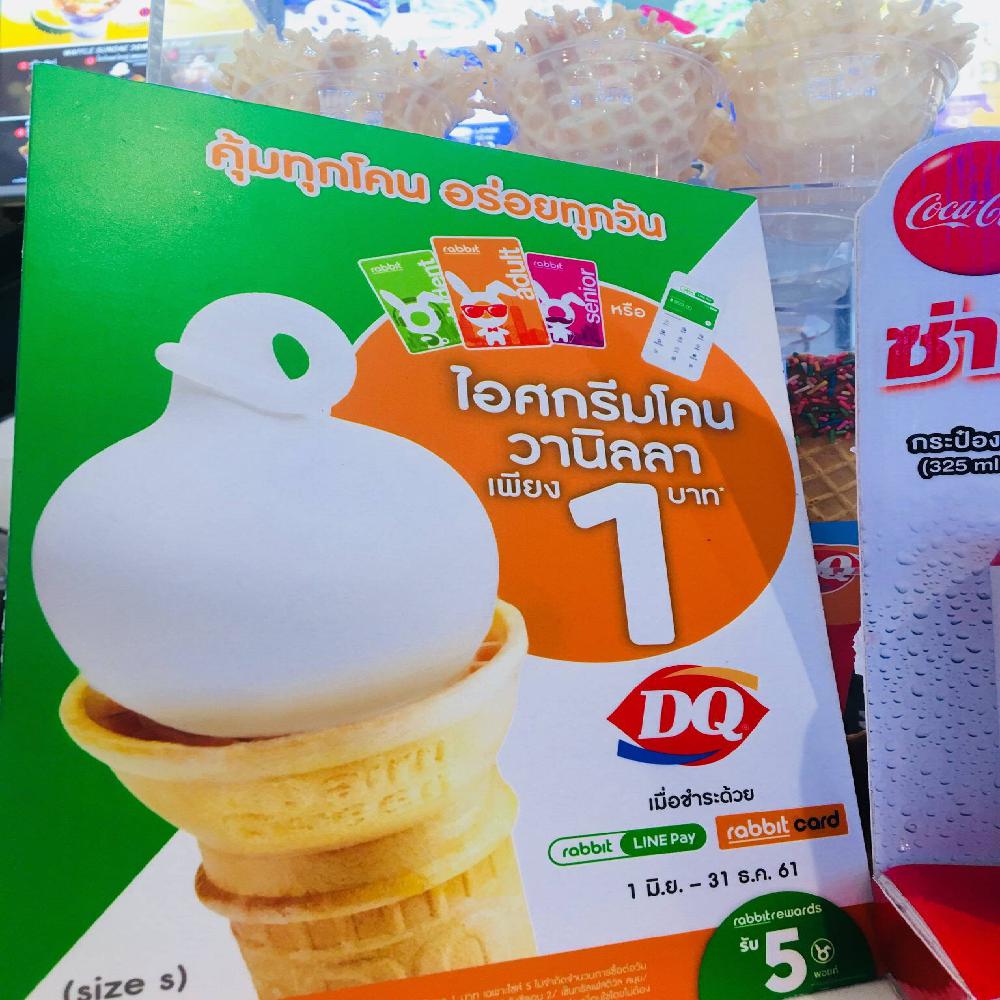 คุ้มทุกโคน อร่อยทุกวัน
rabbit
rabbit adult
rabbit senior
หรือ
ไอศกรีมโคน
วานิลลา
เพียง 1 บาท*
DQ
เมื่อชำระด้วย
rabbit LINE Pay rabbit card
1 มิ.ย. – 31 ธ.ค. 61
rabbit rewards
รับ 5 พอยท์
(size s)
ซ่า
กระป๋อง
(325 ml
DQ